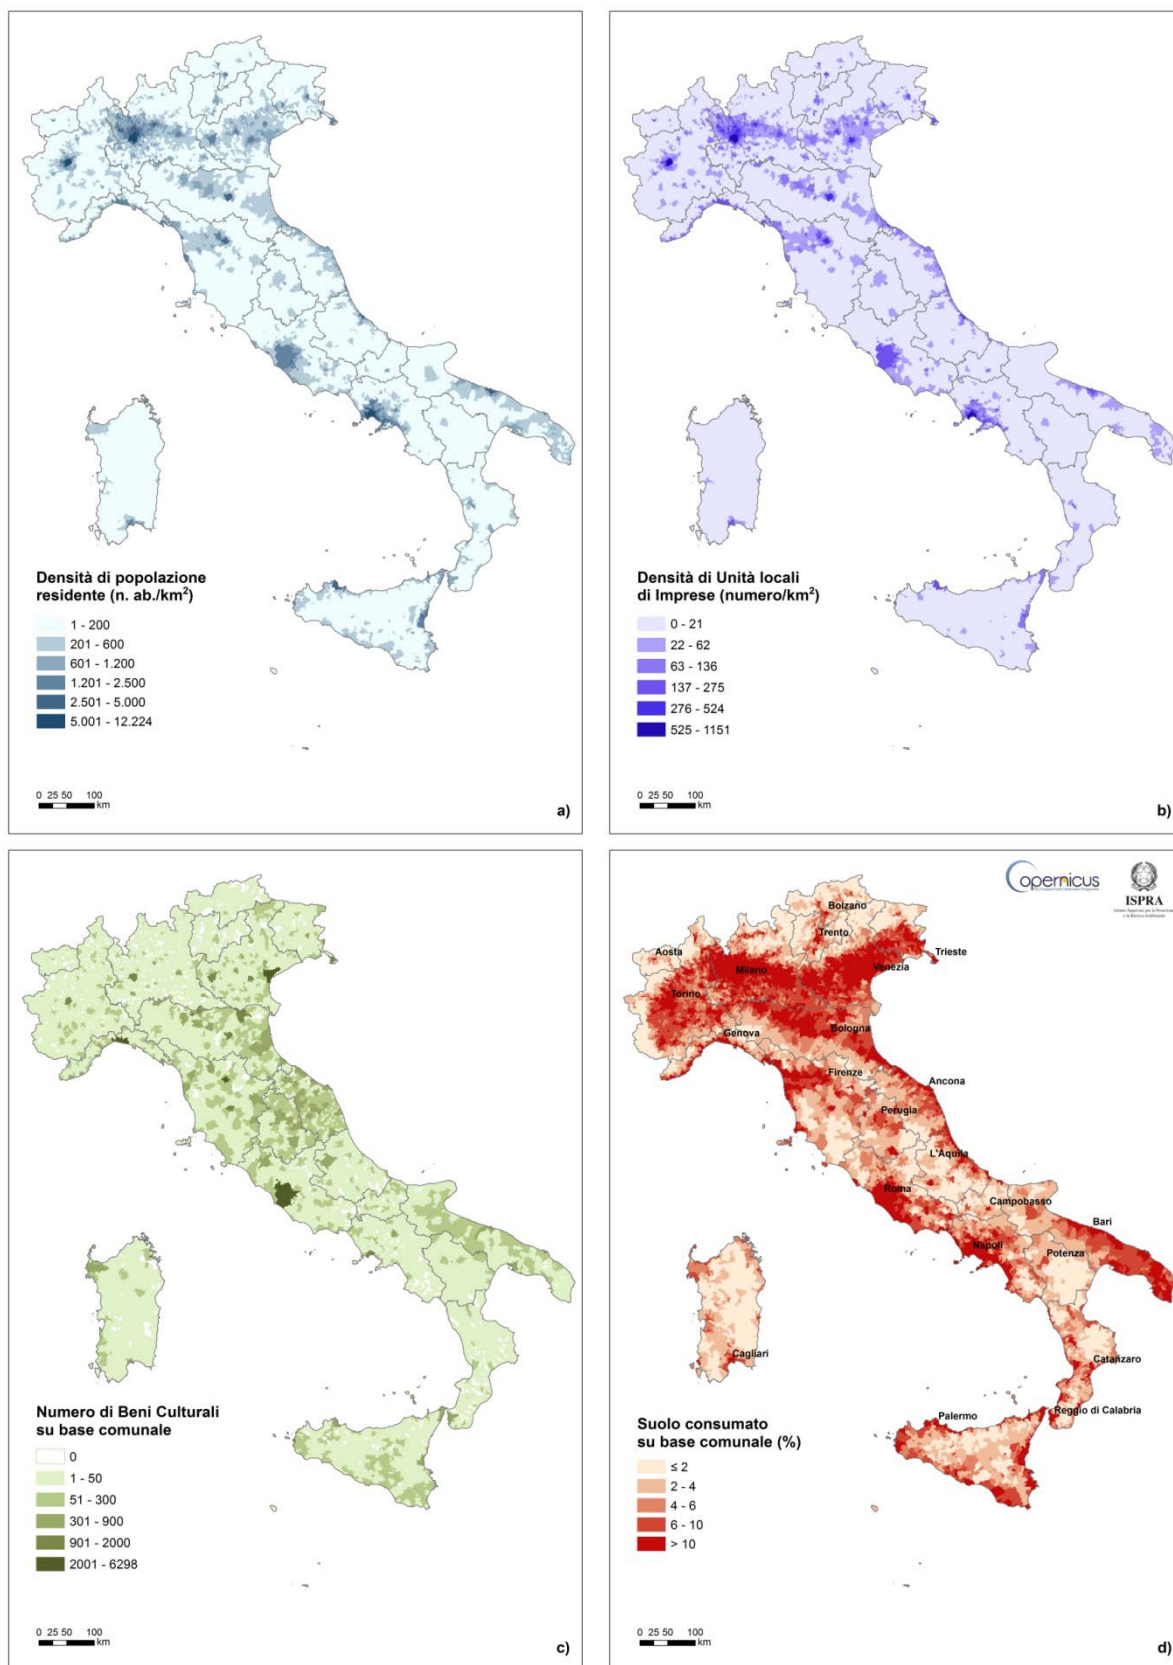 Densità di popolazione
residente (n. ab./km²)
1 - 200
201 - 600
601 - 1.200
1.201 - 2.500
2.501 - 5.000
5.001 - 12.224
0 25 50 100
km
a)
Densità di Unità locali
di Imprese (numero/km²)
0 - 21
22 - 62
63 - 136
137 - 275
276 - 524
525 - 1151
0 25 50 100
km
b)
Numero di Beni Culturali
su base comunale
0
1 - 50
51 - 300
301 - 900
901 - 2000
2001 - 6298
0 25 50 100
km
c)
opernicus
ISPRA
Bolzano
Trento
Aosta
Trieste
Milano
Venezia
Torino
Genova
Bologna
Firenze
Ancona
Perugia
L'Aquila
Roma
Campobasso
Bari
Napoli
Potenza
Cagliari
Catanzaro
Palermo
Reggio di Calabria
Suolo consumato
su base comunale (%)
≤ 2
2 - 4
4 - 6
6 - 10
> 10
0 25 50 100
km
d)